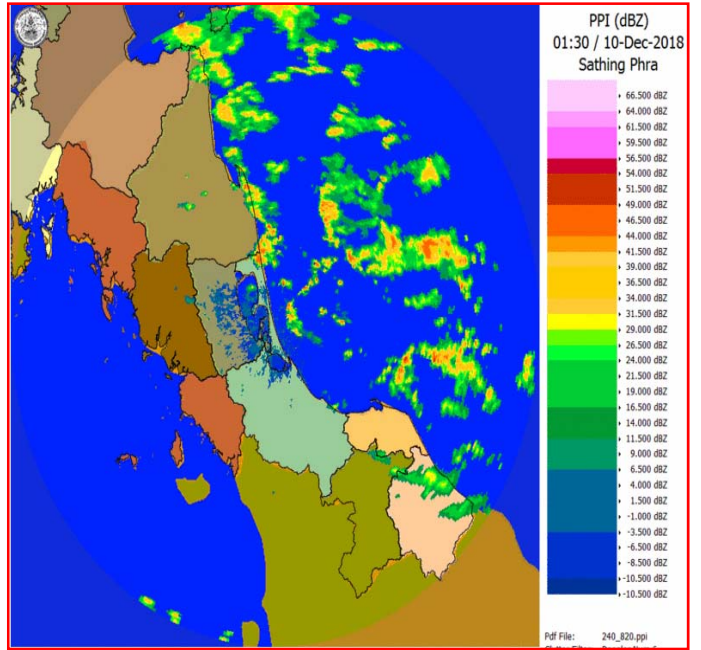 PPI (dBZ)
01:30 / 10-Dec-2018
Sathing Phra
66.500 dBZ
64.000 dBZ
61.500 dBZ
59.500 dBZ
56.500 dBZ
54.000 dBZ
51.500 dBZ
49.000 dBZ
46.500 dBZ
44.000 dBZ
41.500 dBZ
39.000 dBZ
36.500 dBZ
34.000 dBZ
31.500 dBZ
29.000 dBZ
26.500 dBZ
24.000 dBZ
21.500 dBZ
19.000 dBZ
16.500 dBZ
14.000 dBZ
11.500 dBZ
9.000 dBZ
6.500 dBZ
4.000 dBZ
1.500 dBZ
-1.000 dBZ
-3.500 dBZ
-6.500 dBZ
-8.500 dBZ
-10.500 dBZ
-10.500 dBZ
Pdf File: 240_820.ppi